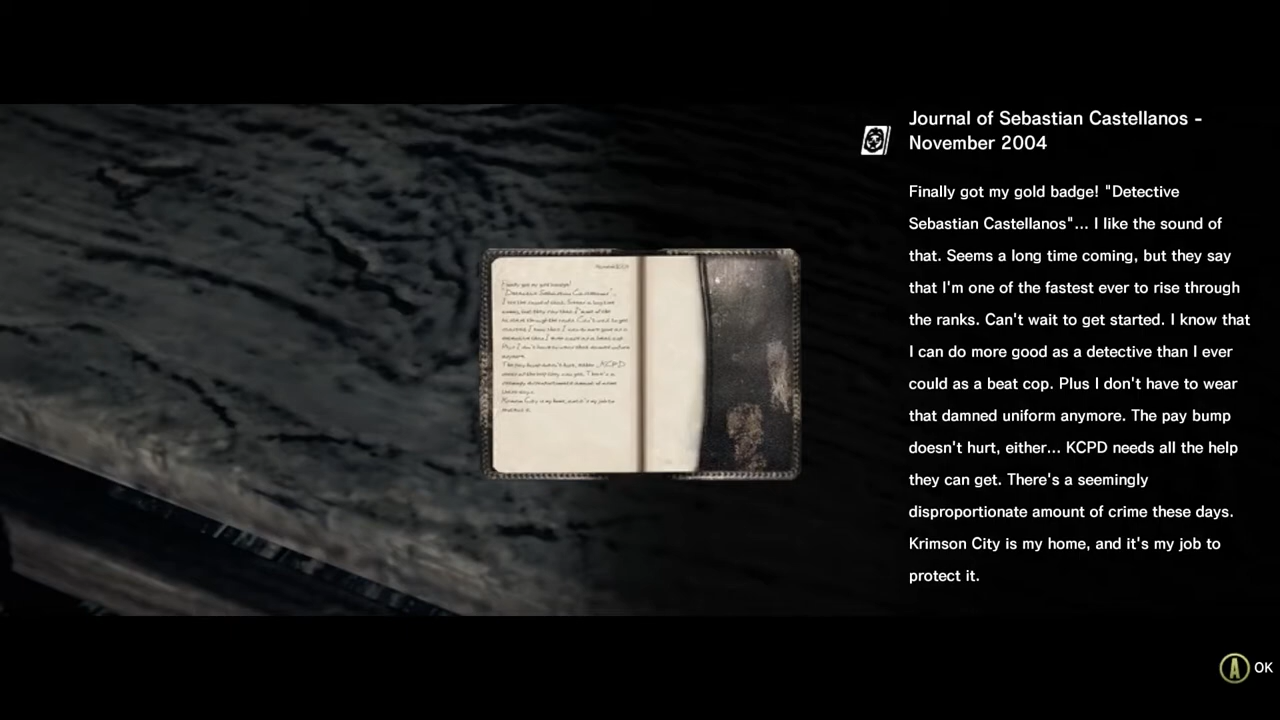 Journal of Sebastian Castellanos -
November 2004
Finally got my gold badge! "Detective
Sebastian Castellanos"... I like the sound of
that. Seems a long time coming, but they say
that I'm one of the fastest ever to rise through
the ranks. Can't wait to get started. I know that
I can do more good as a detective than I ever
could as a beat cop. Plus I don't have to wear
that damned uniform anymore. The pay bump
doesn't hurt, either... KCPD needs all the help
they can get. There's a seemingly
disproportionate amount of crime these days.
Krimson City is my home, and it's my job to
protect it.
A OK